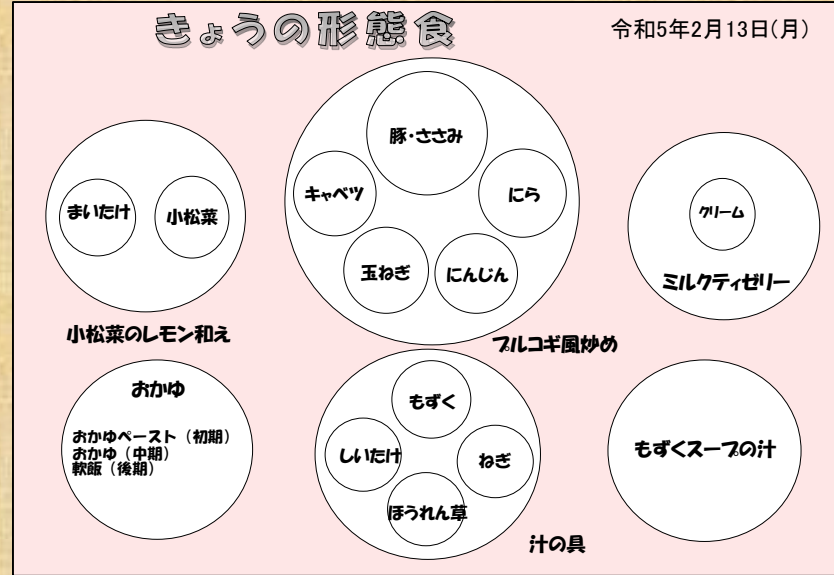 きょうの形態食
令和5年2月13日(月)
豚・ささみ
キャベツ
にら
玉ねぎ
にんじん
まいたけ
小松菜
クリーム
ミルクティゼリー
小松菜のレモン和え
プルコギ風炒め
おかゆ
おかゆペースト（初期）
おかゆ（中期）
軟飯（後期）
もずく
しいたけ
ねぎ
ほうれん草
汁の具
もずくスープの汁